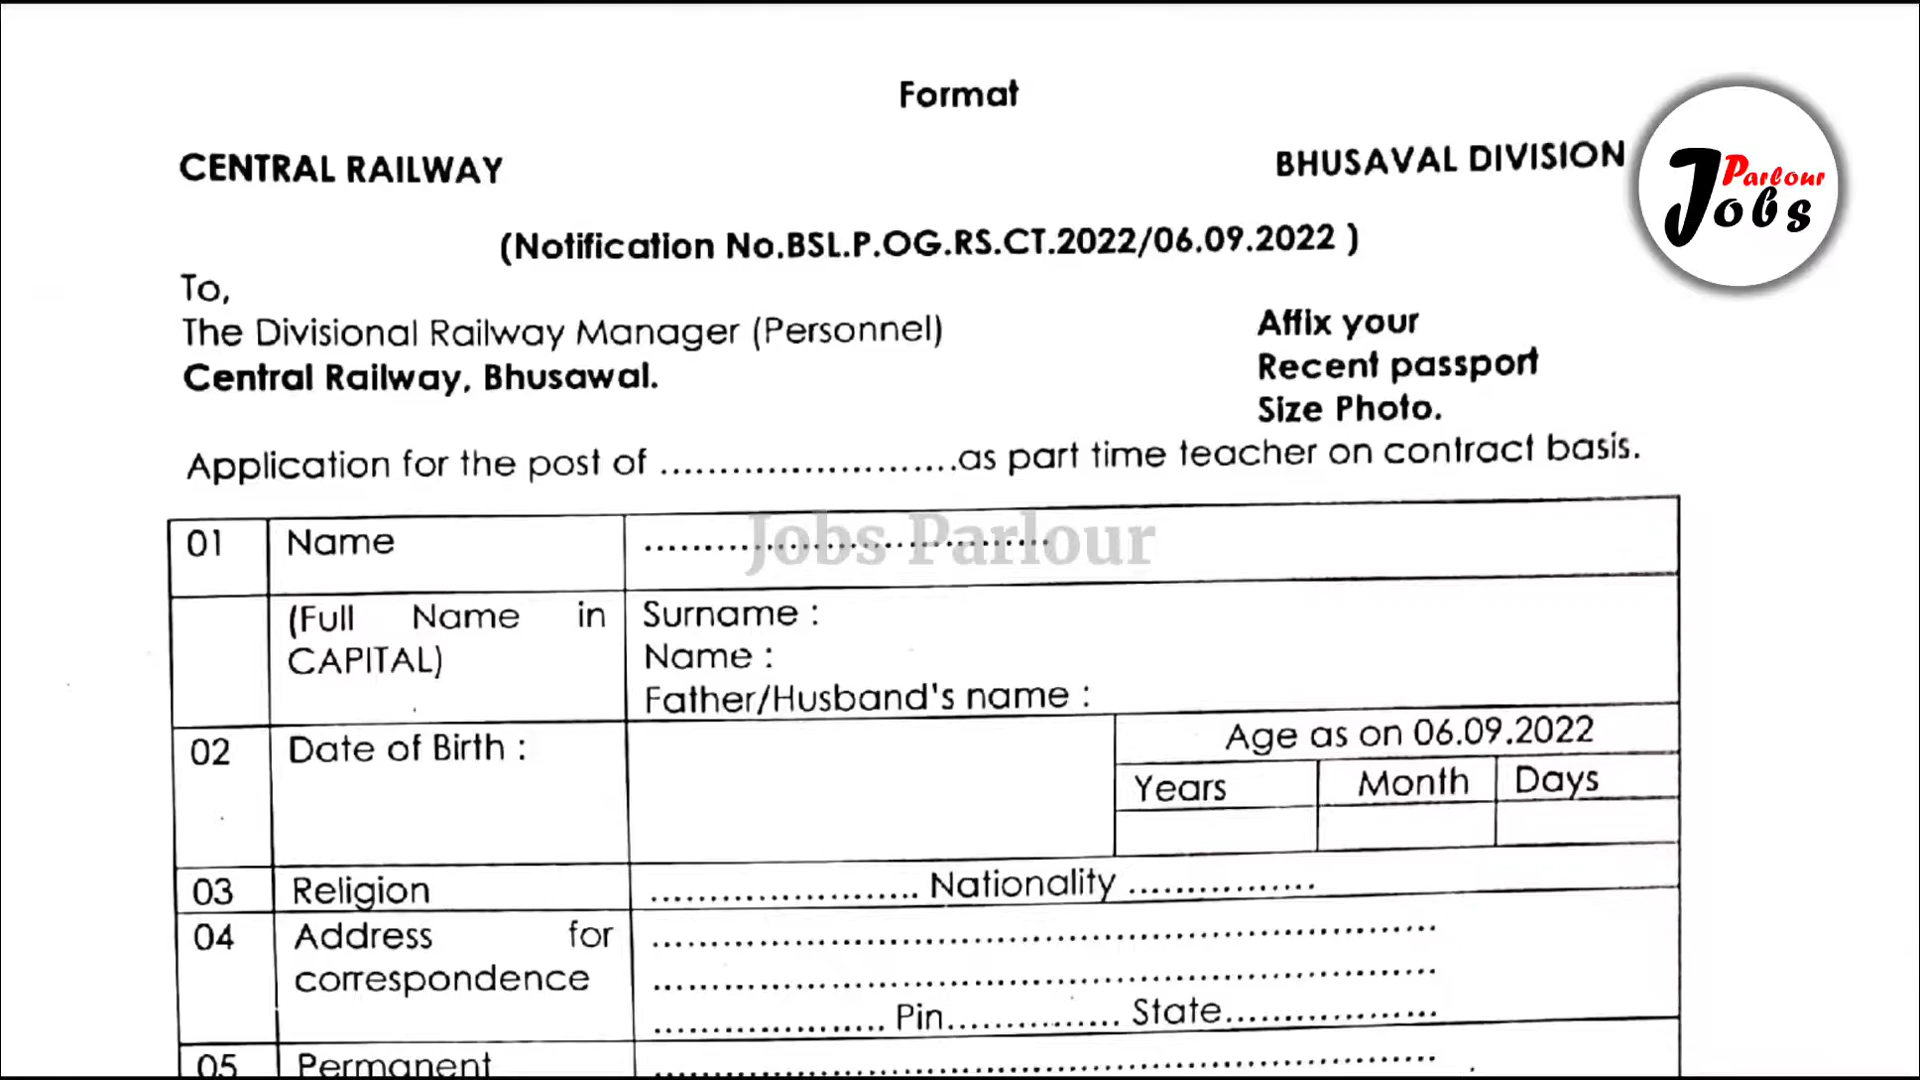 Format
CENTRAL RAILWAY
BHUSAVAL DIVISION
Parlour
Jobs
(Notification No.BSL.P.OG.RS.CT.2022/06.09.2022 )
To,
The Divisional Railway Manager (Personnel)
Central Railway, Bhusawal.
Affix your
Recent passport
Size Photo.
Application for the post of .........................as part time teacher on contract basis.
01 Name ..................................
Jobs Parlour
(Full Name in
CAPITAL)
Surname :
Name :
Father/Husband's name :
02 Date of Birth :
Age as on 06.09.2022
Years Month Days
03 Religion ....................... Nationality ................
04 Address for
correspondence
..................................................................
..................................................................
.................... Pin............... State..................
05 Permanent ..................................................................